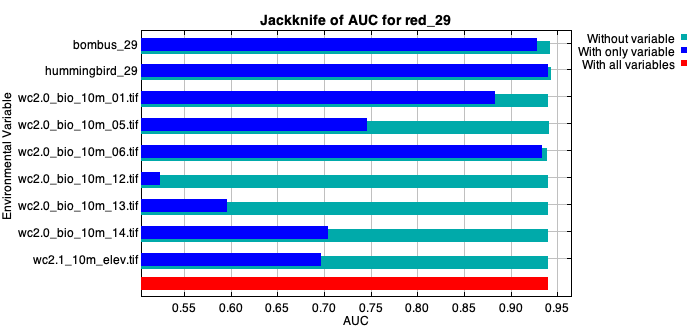 Jackknife of AUC for red_29
Without variable
With only variable
With all variables
Environmental Variable
bombus_29
hummingbird_29
wc2.0_bio_10m_01.tif
wc2.0_bio_10m_05.tif
wc2.0_bio_10m_06.tif
wc2.0_bio_10m_12.tif
wc2.0_bio_10m_13.tif
wc2.0_bio_10m_14.tif
wc2.1_10m_elev.tif
0.55 0.60 0.65 0.70 0.75 0.80 0.85 0.90 0.95
AUC